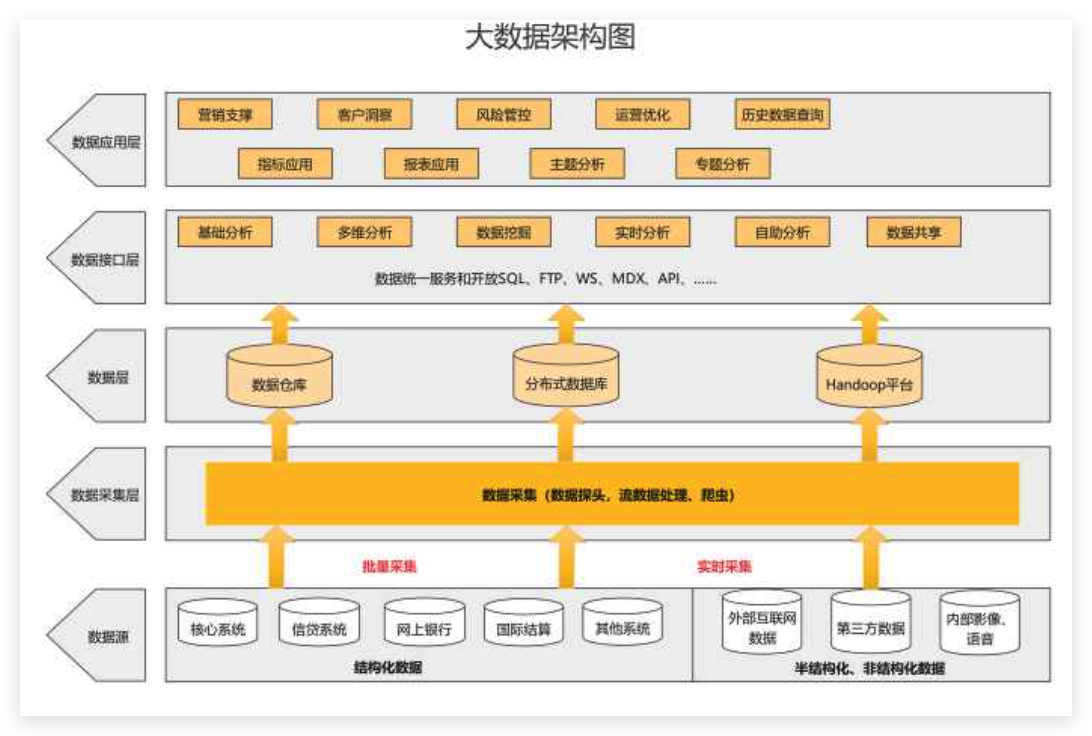 大数据架构图
数据应用层
营销支撑
客户洞察
风险管控
运营优化
历史数据查询
指标应用
报表应用
主题分析
专题分析
数据接口层
基础分析
多维分析
数据挖掘
实时分析
自助分析
数据共享
数据统一服务和开放SQL、FTP、WS、MDX、API、……
数据层
数据仓库
分布式数据库
Handoop平台
数据采集层
数据采集（数据探头，流数据处理、爬虫）
批量采集
实时采集
数据源
核心系统
信贷系统
网上银行
国际结算
其他系统
结构化数据
外部互联网
数据
第三方数据
内部影像、
语音
半结构化、非结构化数据